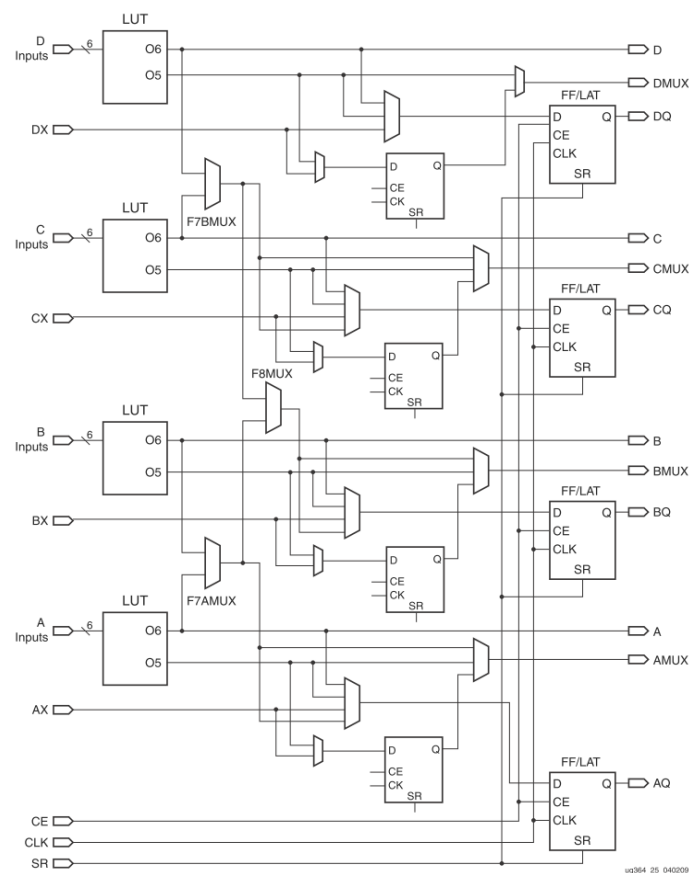 LUT
D
Inputs
6
O6
O5
D
DMUX
FF/LAT
D
CE
CLK
Q
SR
DQ
DX
D
Q
CE
CK
SR
F7BMUX
LUT
C
Inputs
6
O6
O5
C
CMUX
FF/LAT
D
CE
CLK
Q
SR
CQ
CX
D
Q
CE
CK
SR
F8MUX
LUT
B
Inputs
6
O6
O5
B
BMUX
FF/LAT
D
CE
CLK
Q
SR
BQ
BX
D
Q
CE
CK
SR
F7AMUX
LUT
A
Inputs
6
O6
O5
A
AMUX
AX
D
Q
CE
CK
SR
FF/LAT
D
CE
CLK
Q
SR
AQ
CE
CLK
SR
ug364_25_040209